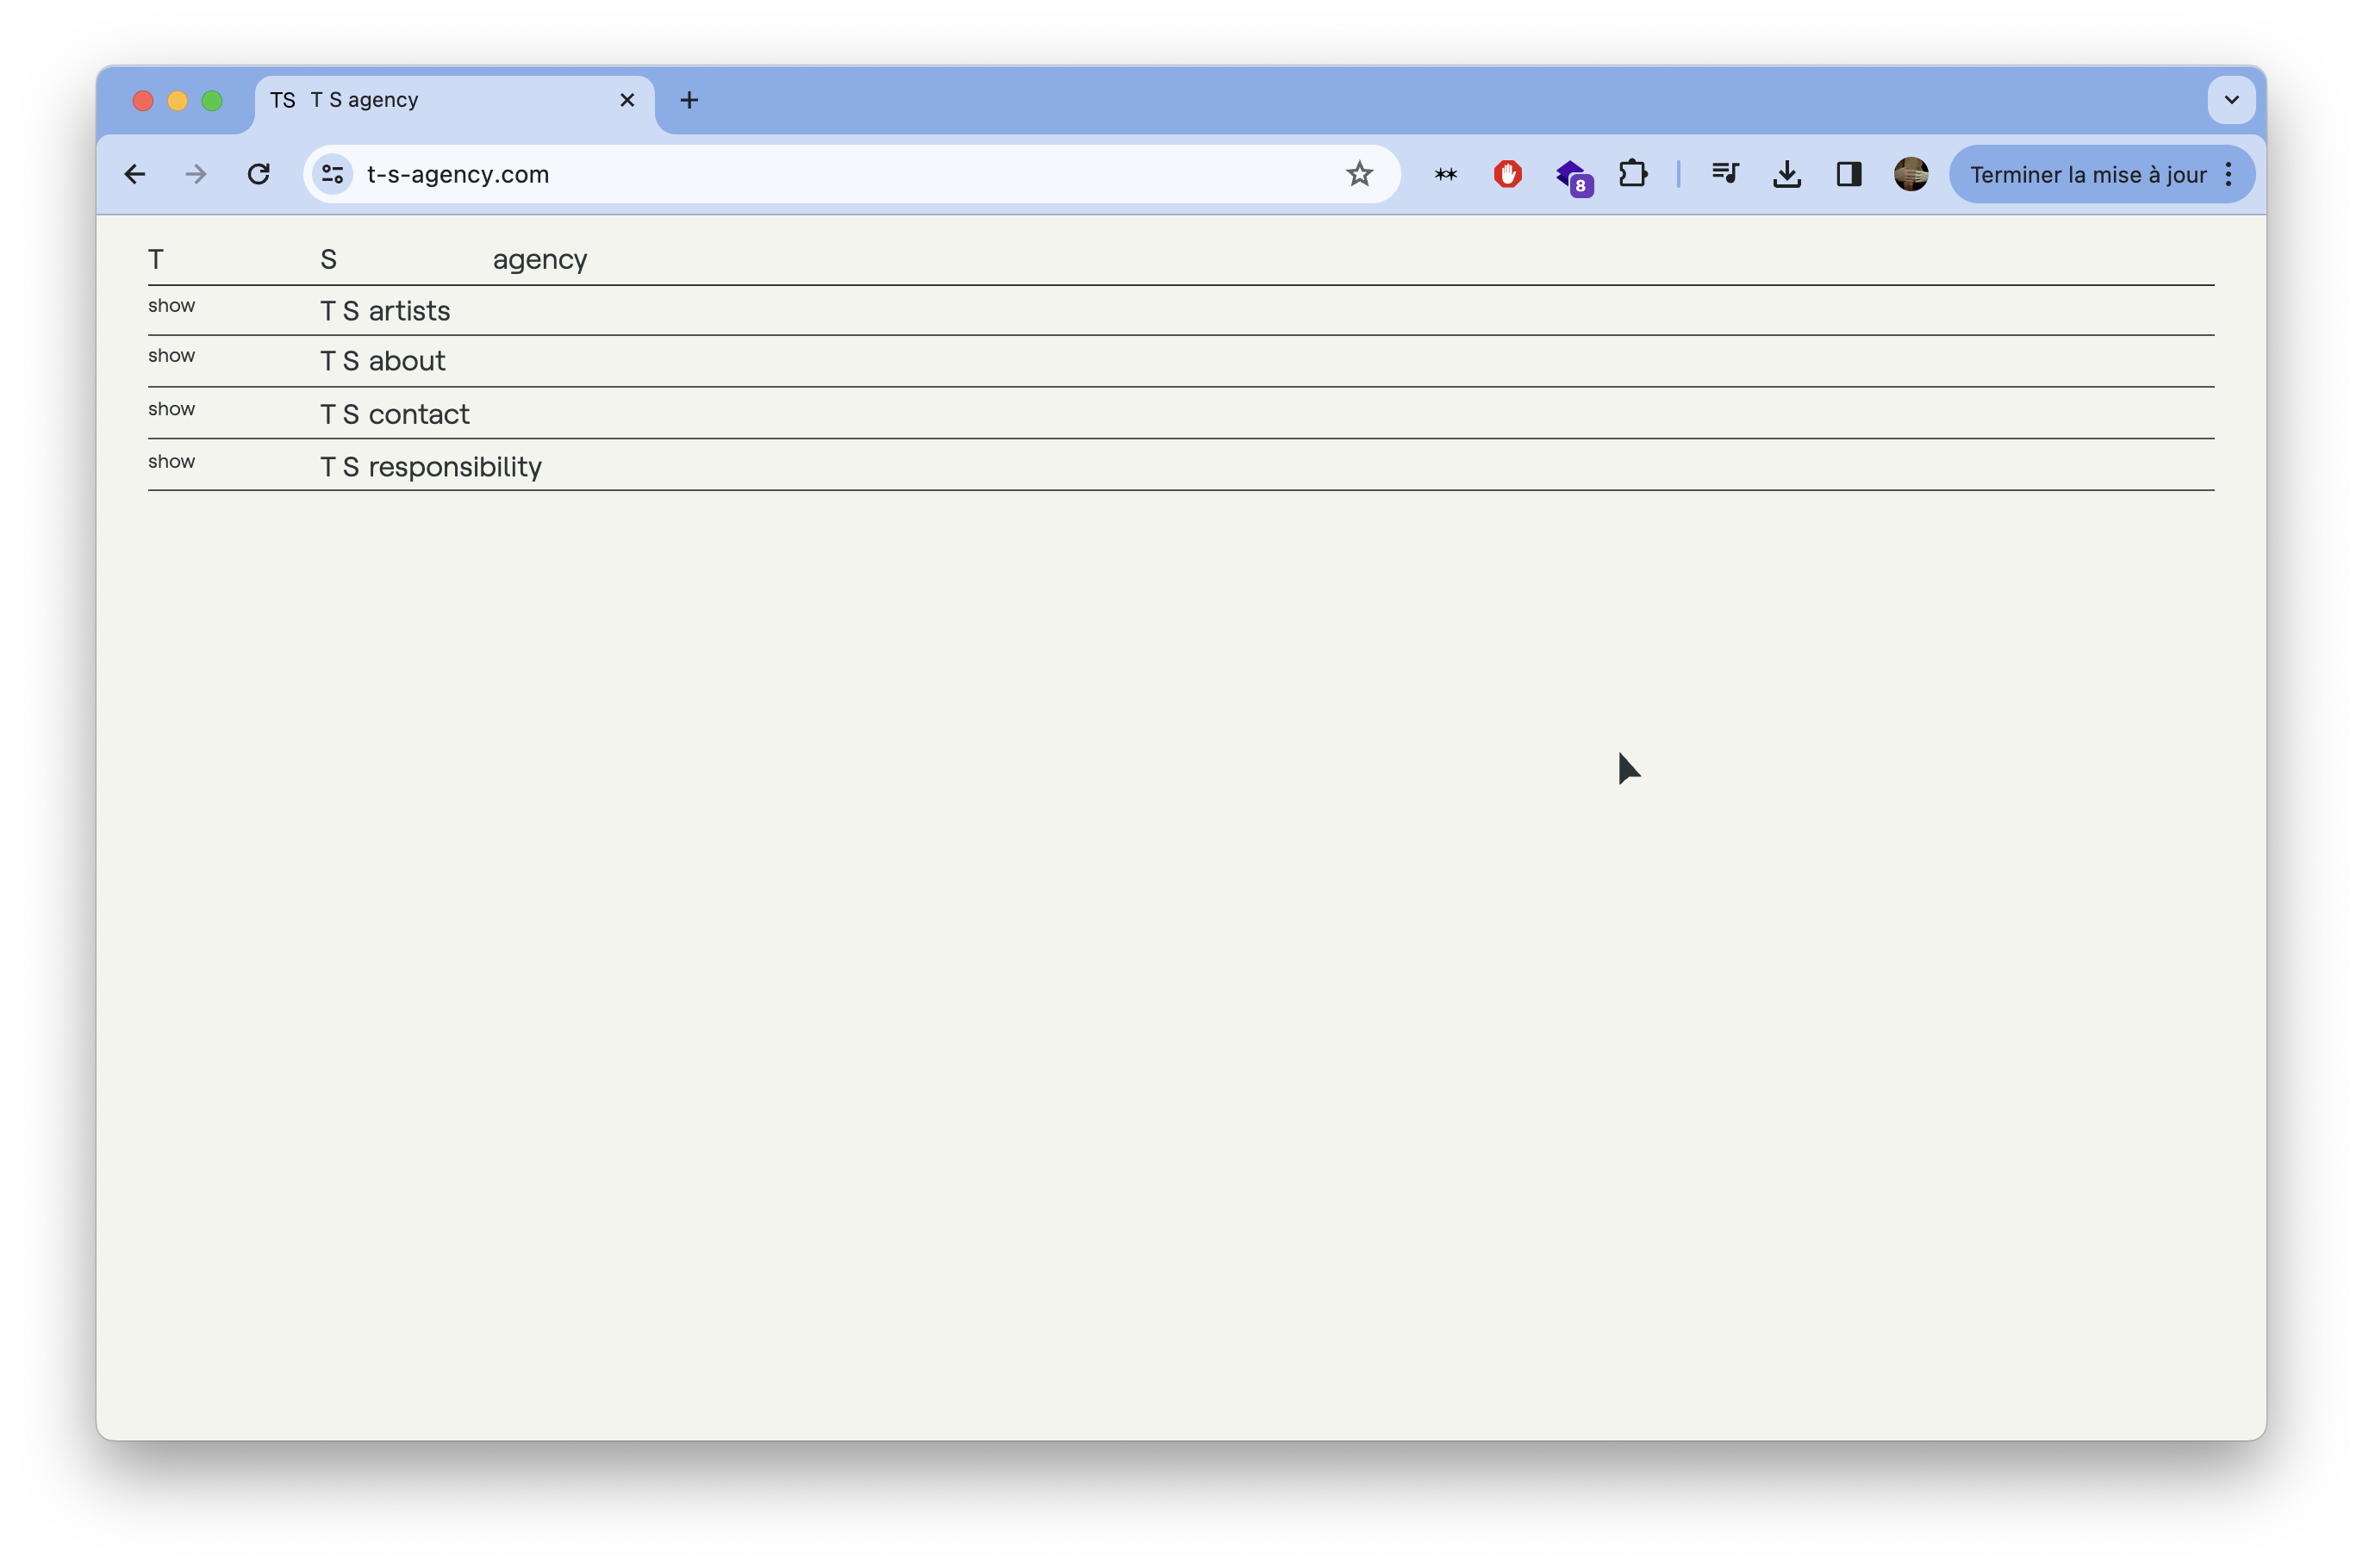 TS T S agency
t-s-agency.com
8
Terminer la mise à jour
T S agency
show T S artists
show T S about
show T S contact
show T S responsibility